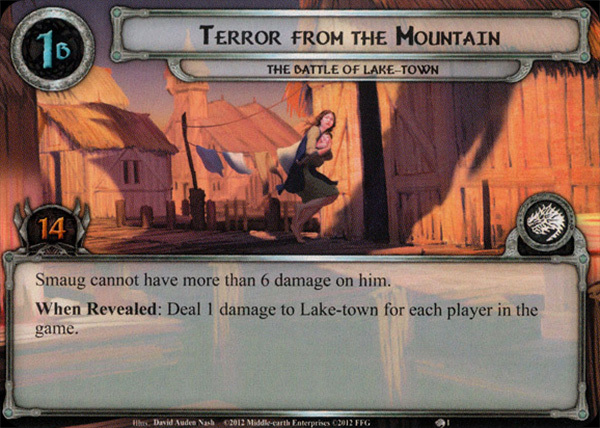 1B
TERROR FROM THE MOUNTAIN
THE BATTLE OF LAKE-TOWN
14
Smaug cannot have more than 6 damage on him.
When Revealed: Deal 1 damage to Lake-town for each player in the
game.
Illus. David Auden Nash ©2012 Middle-earth Enterprises ©2012 FFG
1